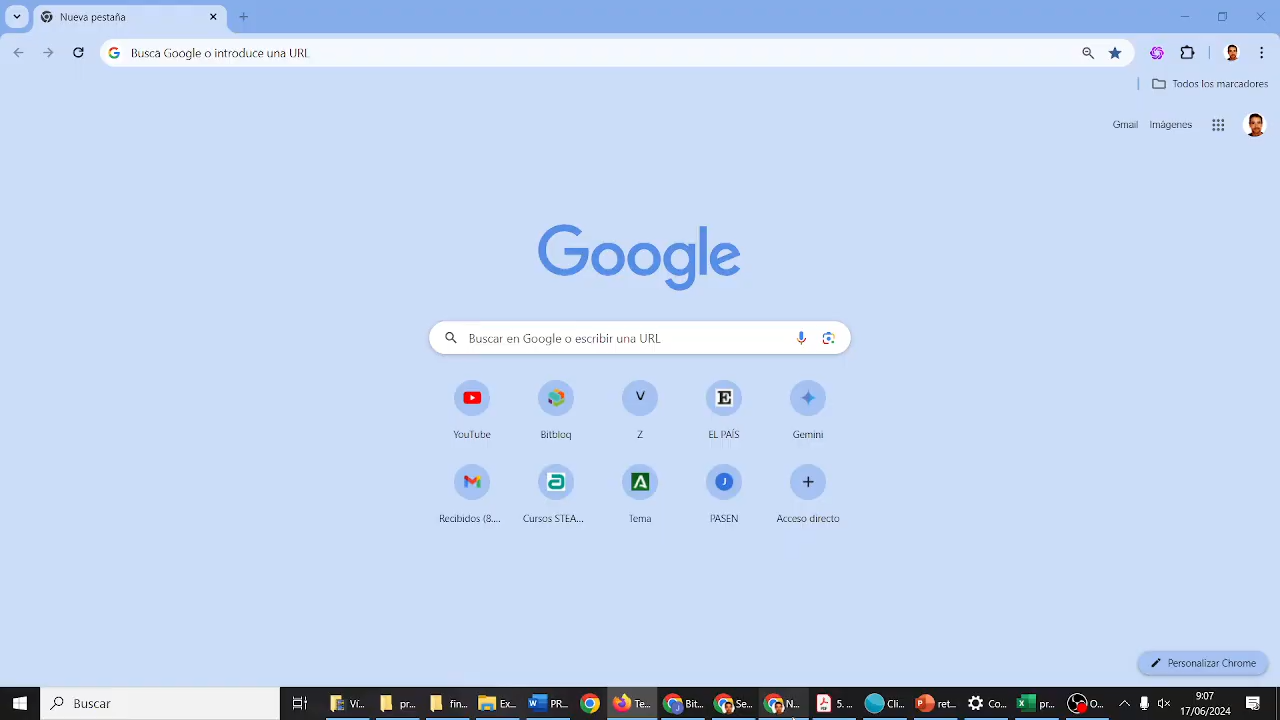 Nueva pestaña
Busca Google o introduce una URL
Todos los marcadores
Gmail Imágenes
Google
Buscar en Google o escribir una URL
YouTube Bitbloq Z EL PAÍS Gemini
Recibidos (8... Cursos STEA... Tema PASEN Acceso directo
Personalizar Chrome
Buscar Vi... pr... Im... Ex... PR... Te... Bit... Se... N... S... Cli... ret... Co... pr... O... 9:07
17/06/2024